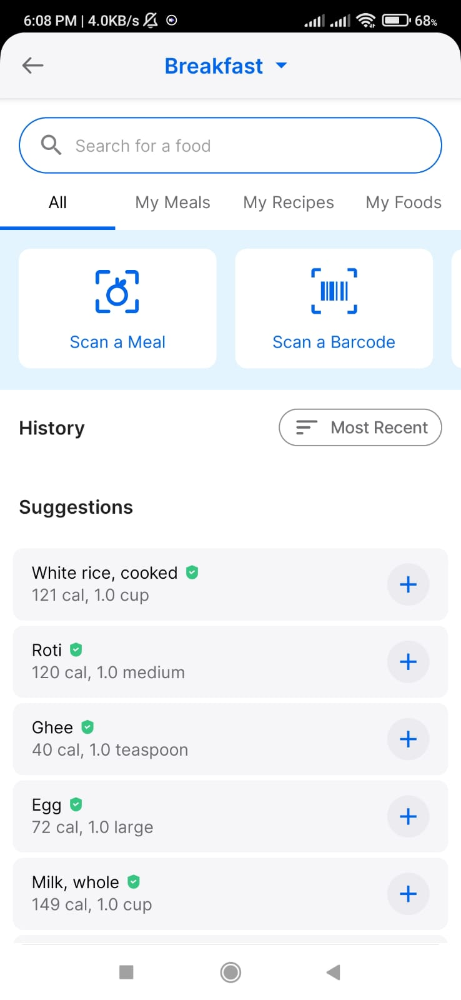 6:08 PM | 4.0KB/s 68%
Breakfast
Search for a food
All My Meals My Recipes My Foods
Scan a Meal Scan a Barcode
History Most Recent
Suggestions
White rice, cooked
121 cal, 1.0 cup
Roti
120 cal, 1.0 medium
Ghee
40 cal, 1.0 teaspoon
Egg
72 cal, 1.0 large
Milk, whole
149 cal, 1.0 cup